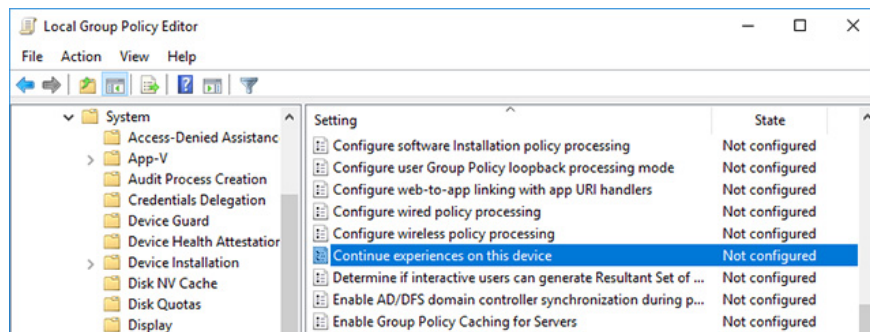 Local Group Policy Editor
File Action View Help
System
Access-Denied Assistanc
App-V
Audit Process Creation
Credentials Delegation
Device Guard
Device Health Attestation
Device Installation
Disk NV Cache
Disk Quotas
Display
Setting State
Configure software Installation policy processing Not configured
Configure user Group Policy loopback processing mode Not configured
Configure web-to-app linking with app URI handlers Not configured
Configure wired policy processing Not configured
Configure wireless policy processing Not configured
Continue experiences on this device Not configured
Determine if interactive users can generate Resultant Set of ... Not configured
Enable AD/DFS domain controller synchronization during p... Not configured
Enable Group Policy Caching for Servers Not configured